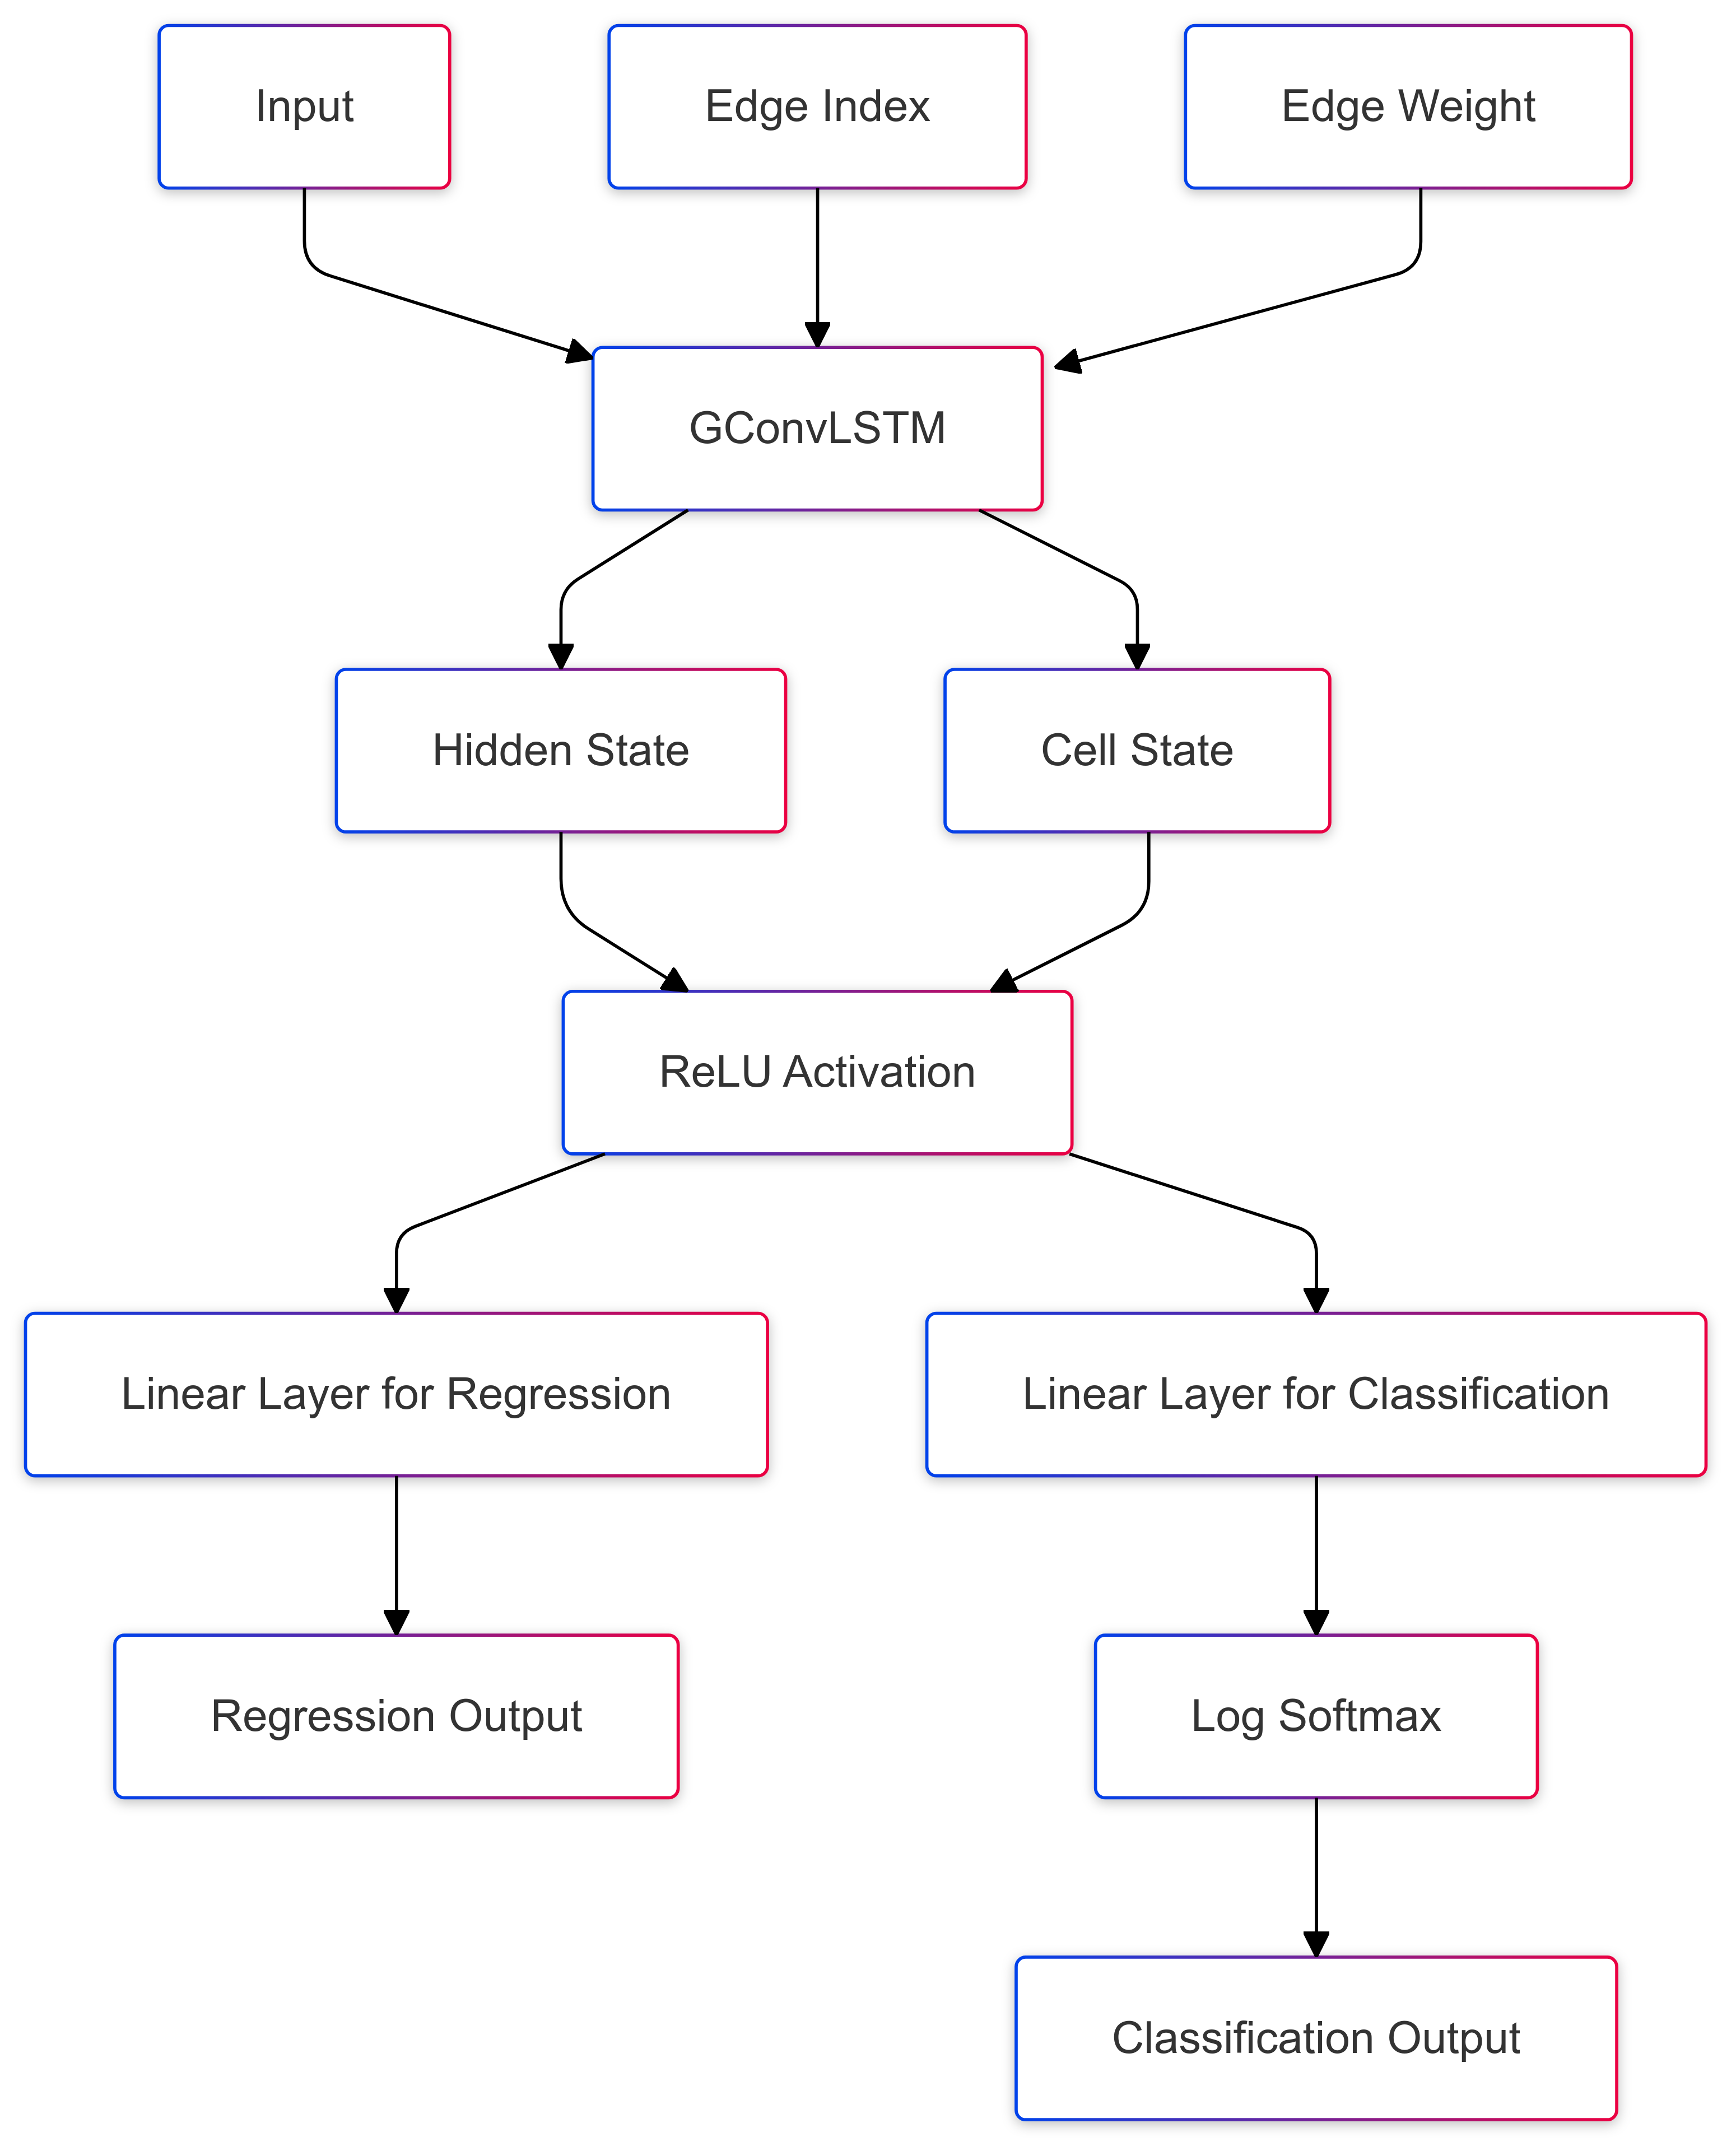 Input
Edge Index
Edge Weight
GConvLSTM
Hidden State
Cell State
ReLU Activation
Linear Layer for Regression
Linear Layer for Classification
Regression Output
Log Softmax
Classification Output